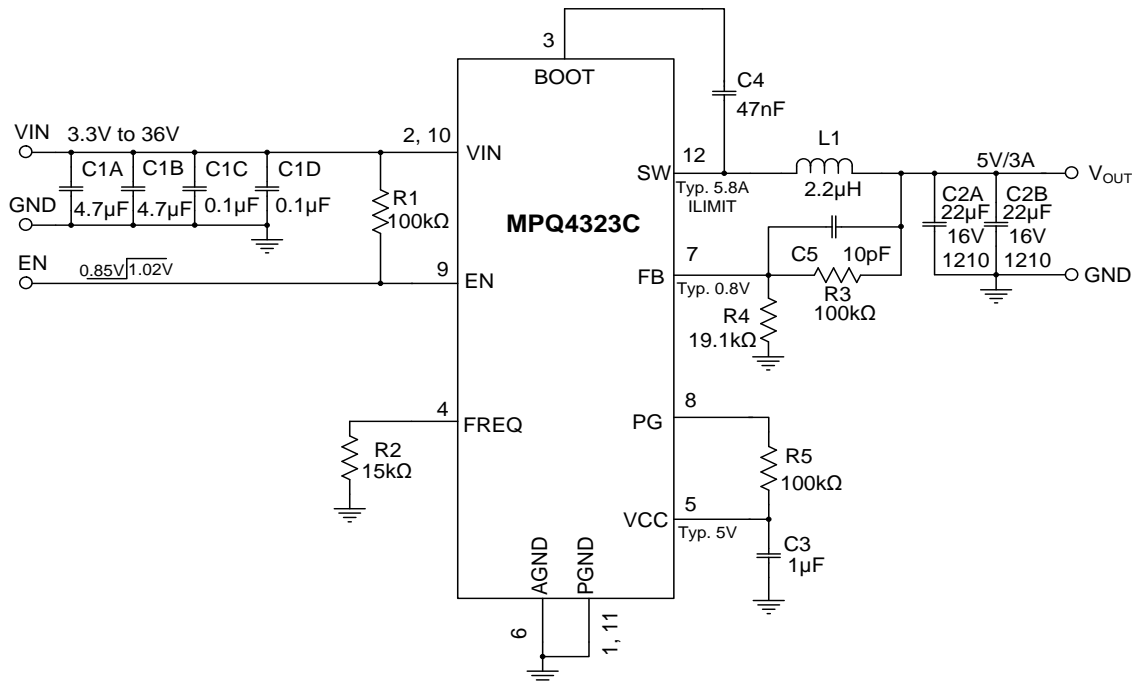 3
BOOT
C4
47nF
VIN
3.3V to 36V
2, 10
VIN
C1A
C1B
C1C
C1D
4.7µF
4.7µF
0.1µF
0.1µF
GND
R1
100kΩ
EN
0.85V
1.02V
9
EN
MPQ4323C
12
SW
Typ. 5.8A
ILIMIT
L1
2.2µH
5V/3A
VOUT
C2A
22µF
16V
1210
C2B
22µF
16V
1210
GND
7
FB
Typ. 0.8V
C5
10pF
R3
100kΩ
R4
19.1kΩ
4
FREQ
R2
15kΩ
8
PG
R5
100kΩ
5
VCC
Typ. 5V
C3
1µF
AGND
PGND
6
1, 11